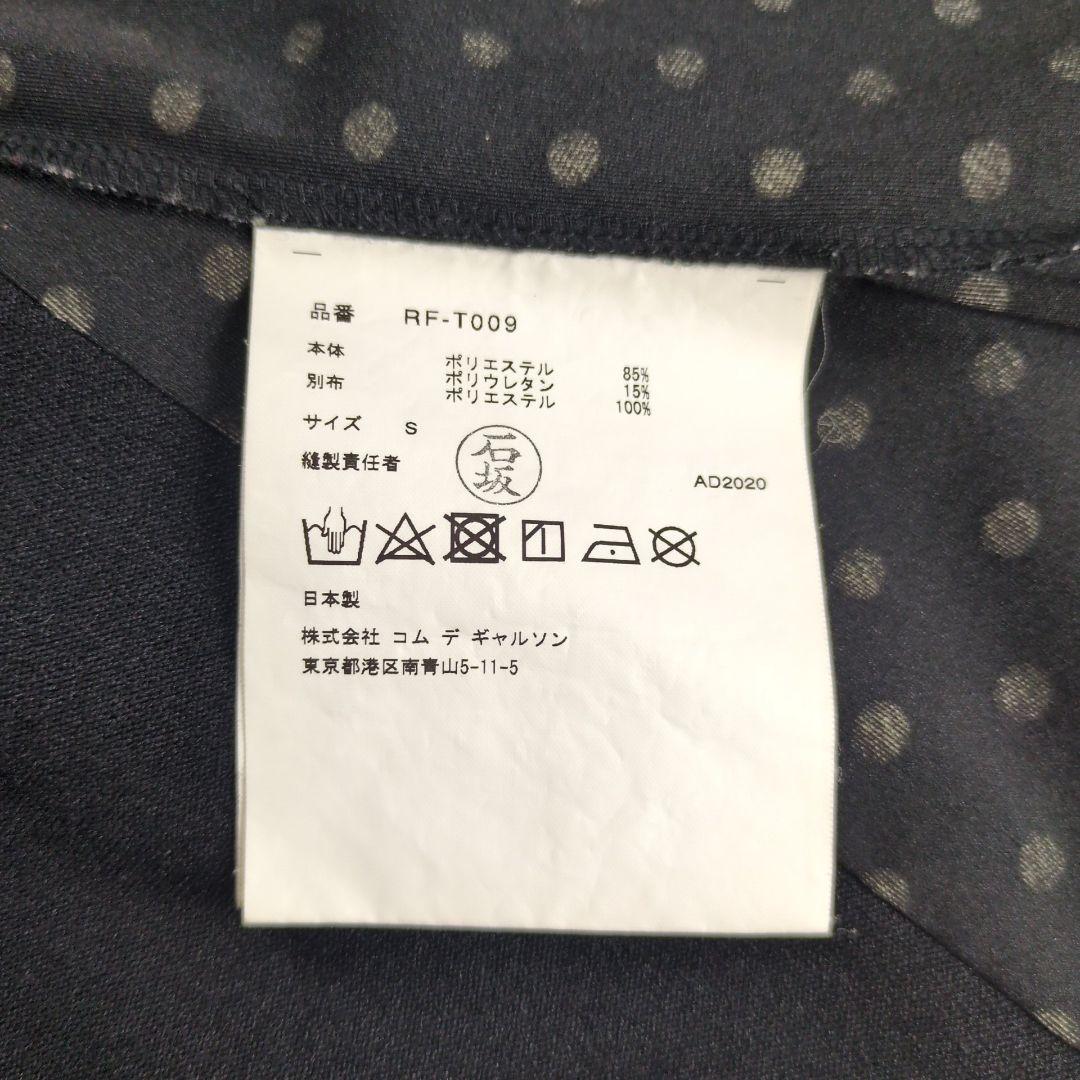 品番 RF-T009
本体 ポリエステル 85%
ポリウレタン 15%
別布 ポリエステル 100%
サイズ S
縫製責任者 石坂 AD2020
日本製
株式会社 コム デ ギャルソン
東京都港区南青山5-11-5